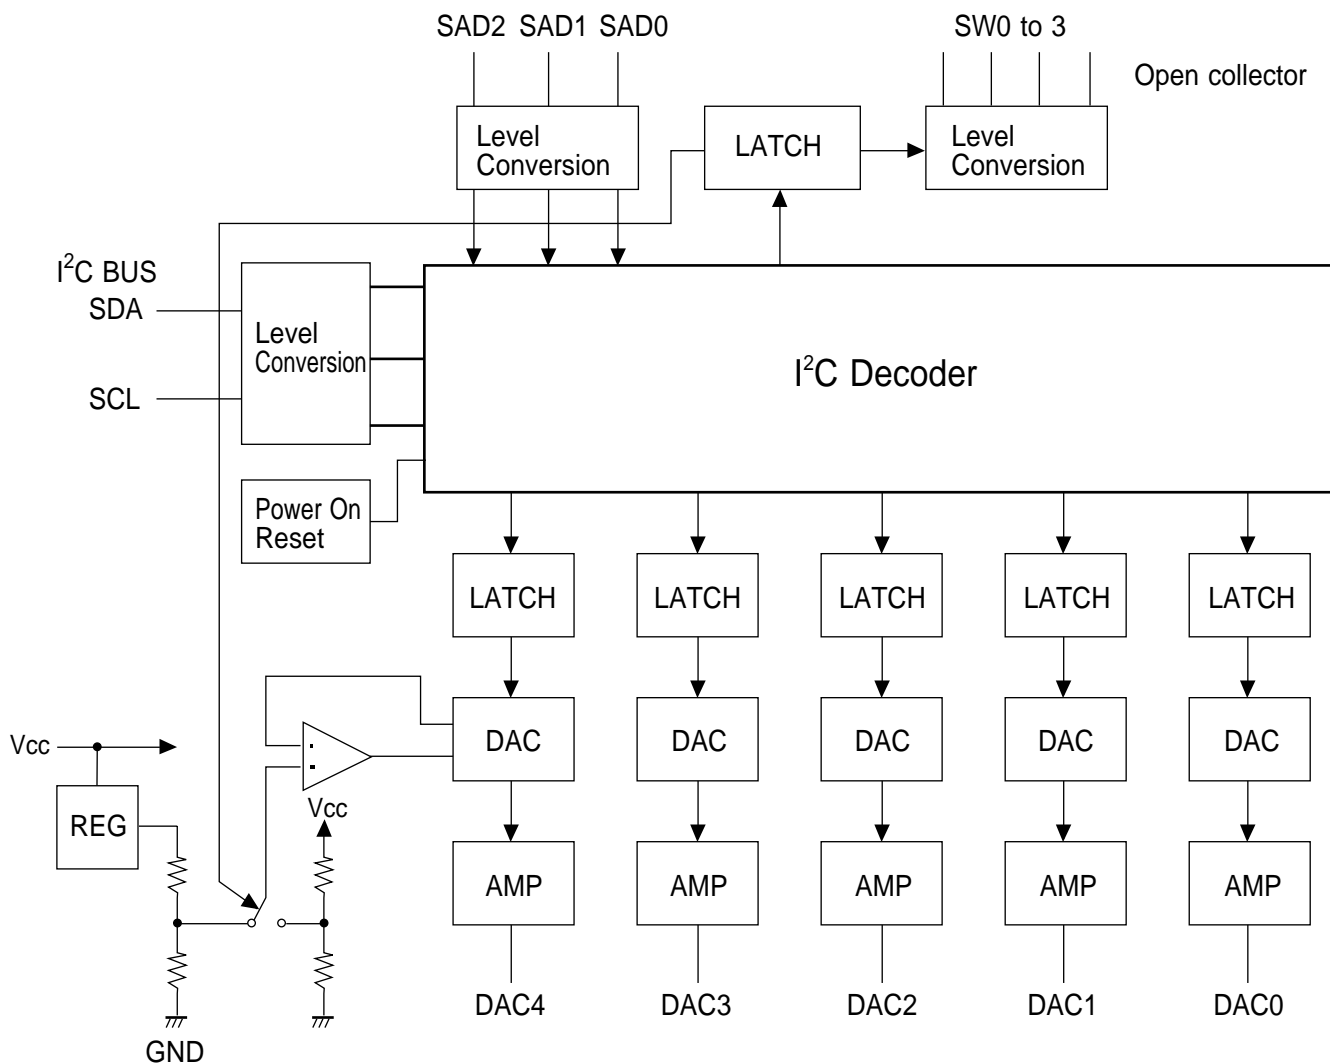 SAD2 SAD1 SAD0
SW0 to 3
Open collector
Level
Conversion
LATCH
Level
Conversion
I²C BUS
SDA
SCL
Level
Conversion
I²C Decoder
Power On
Reset
LATCH
LATCH
LATCH
LATCH
LATCH
DAC
DAC
DAC
DAC
DAC
Vcc
REG
Vcc
AMP
AMP
AMP
AMP
AMP
GND
DAC4
DAC3
DAC2
DAC1
DAC0